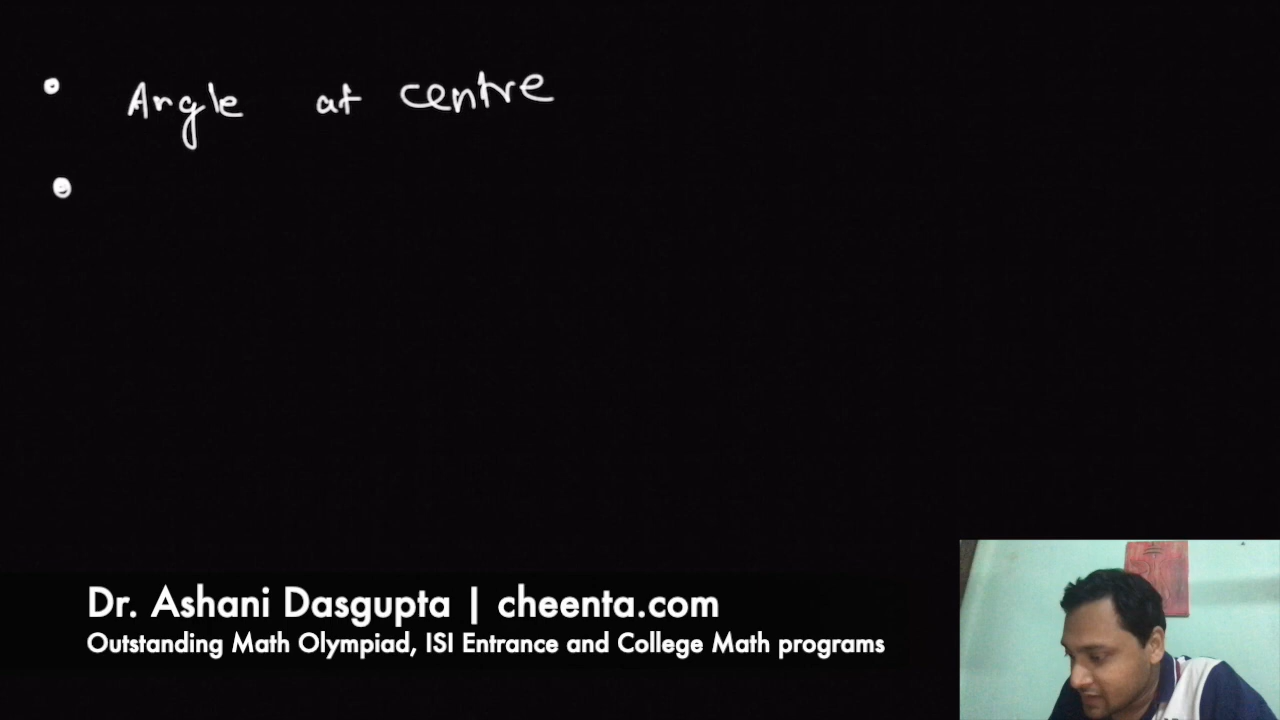 • Angle at centre
•
Dr. Ashani Dasgupta | cheenta.com
Outstanding Math Olympiad, ISI Entrance and College Math programs